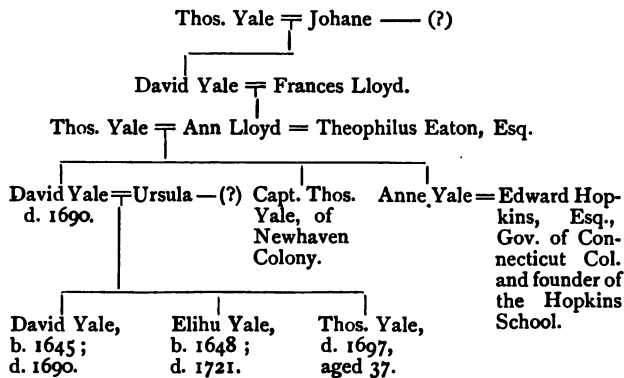 Thos. Yale = Johane — (?)
David Yale = Frances Lloyd.
Thos. Yale = Ann Lloyd = Theophilus Eaton, Esq.
David Yale = Ursula — (?)
d. 1690.
Capt. Thos.
Yale, of
Newhaven
Colony.
Anne Yale = Edward Hop-
kins, Esq.,
Gov. of Con-
necticut Col.
and founder of
the Hopkins
School.
David Yale,
b. 1645;
d. 1690.
Elihu Yale,
b. 1648;
d. 1721.
Thos. Yale,
d. 1697,
aged 37.